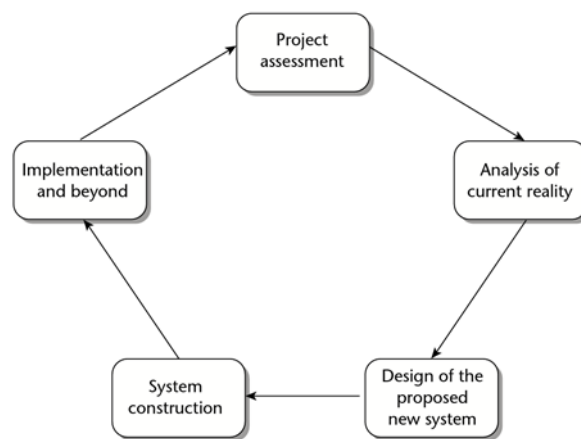 Project
assessment
Analysis of
current reality
Design of the
proposed
new system
System
construction
Implementation
and beyond